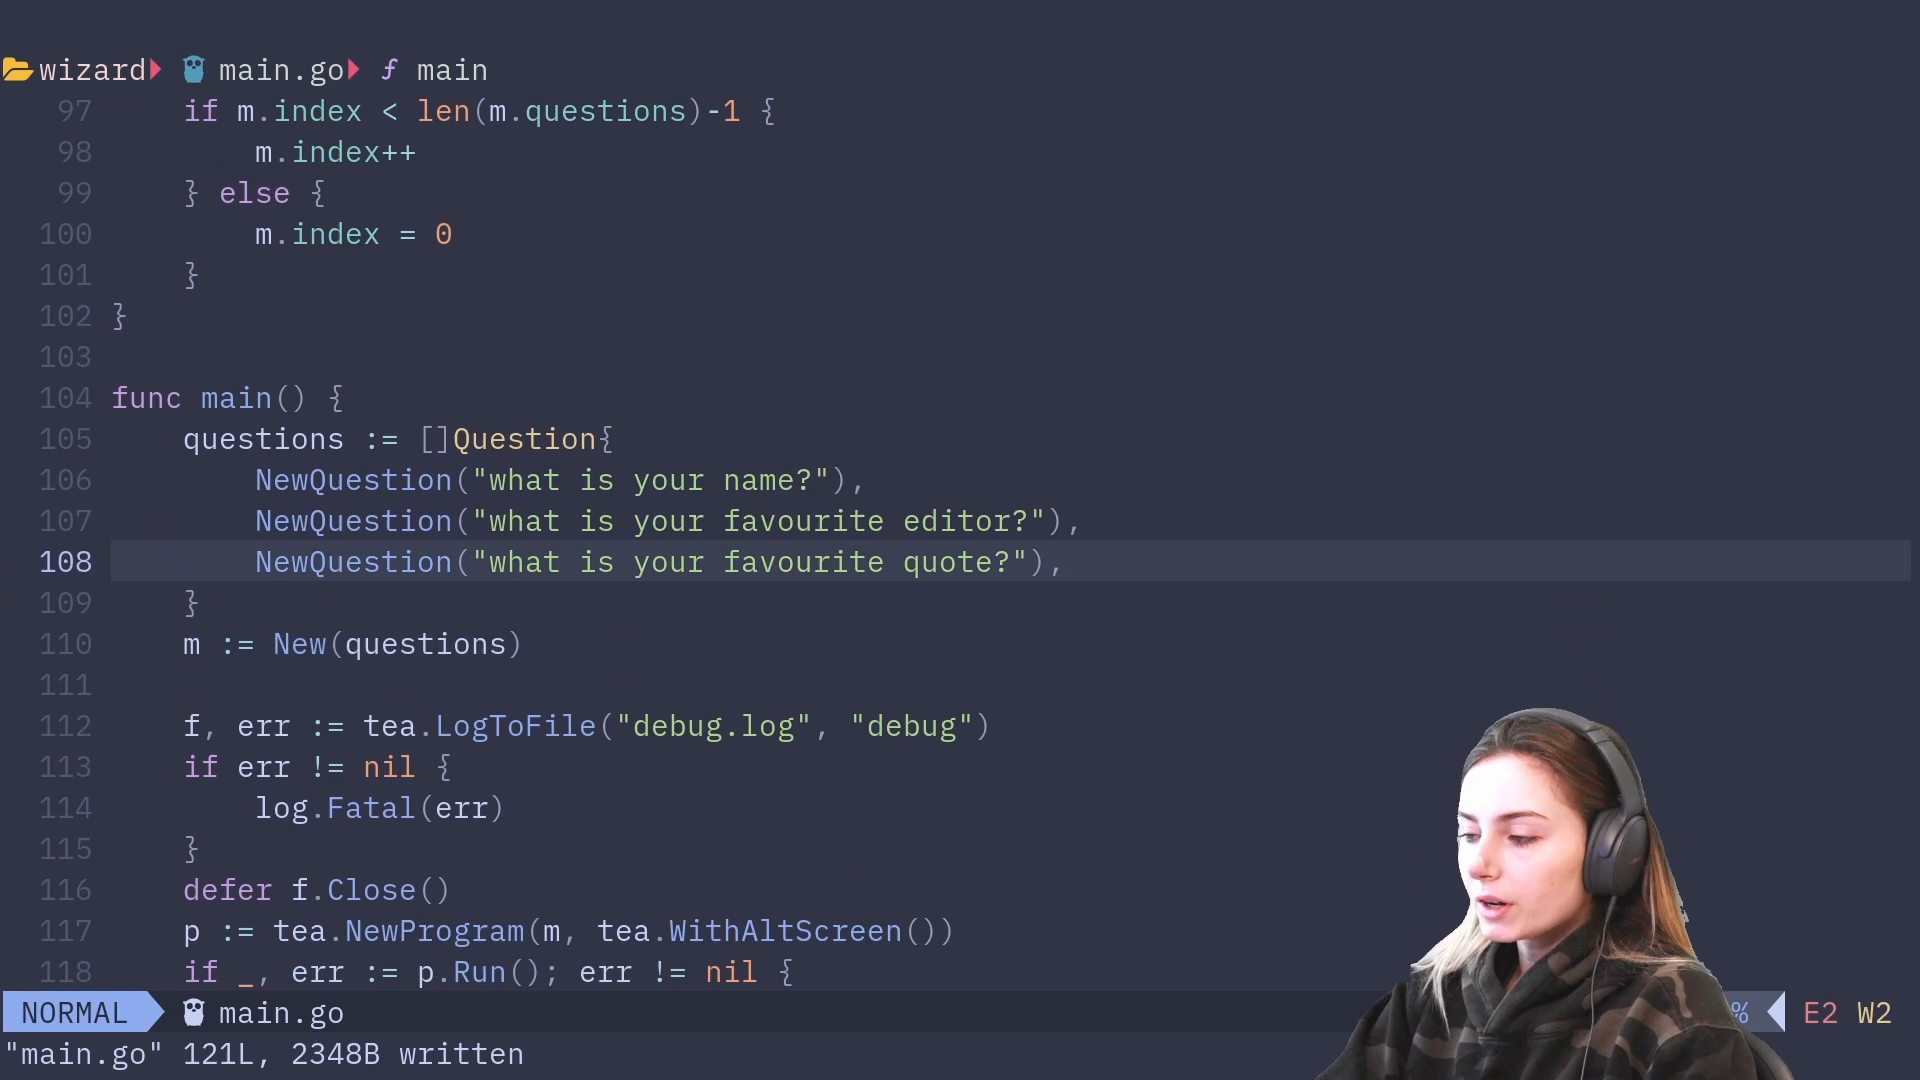 wizard main.go f main
97 if m.index < len(m.questions)-1 {
98 m.index++
99 } else {
100 m.index = 0
101 }
102 }
103
104 func main() {
105 questions := []Question{
106 NewQuestion("what is your name?"),
107 NewQuestion("what is your favourite editor?"),
108 NewQuestion("what is your favourite quote?"),
109 }
110 m := New(questions)
111
112 f, err := tea.LogToFile("debug.log", "debug")
113 if err != nil {
114 log.Fatal(err)
115 }
116 defer f.Close()
117 p := tea.NewProgram(m, tea.WithAltScreen())
118 if _, err := p.Run(); err != nil {
NORMAL main.go % E2 W2
"main.go" 121L, 2348B written